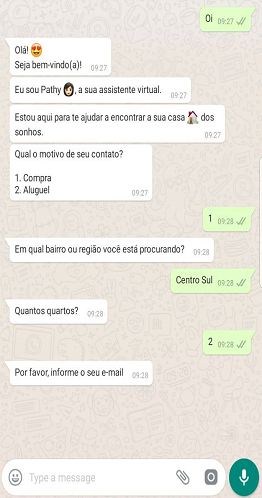 Oi 09:27
Olá! 😍
Seja bem-vindo(a)! 09:27
Eu sou Pathy 👩, a sua assistente virtual. 09:27
Estou aqui para te ajudar a encontrar a sua casa 🏠 dos
sonhos. 09:27
Qual o motivo de seu contato?
1. Compra
2. Aluguel 09:27
1 09:28
Em qual bairro ou região você está procurando? 09:28
Centro Sul 09:28
Quantos quartos? 09:28
2 09:28
Por favor, informe o seu e-mail 09:28
Type a message